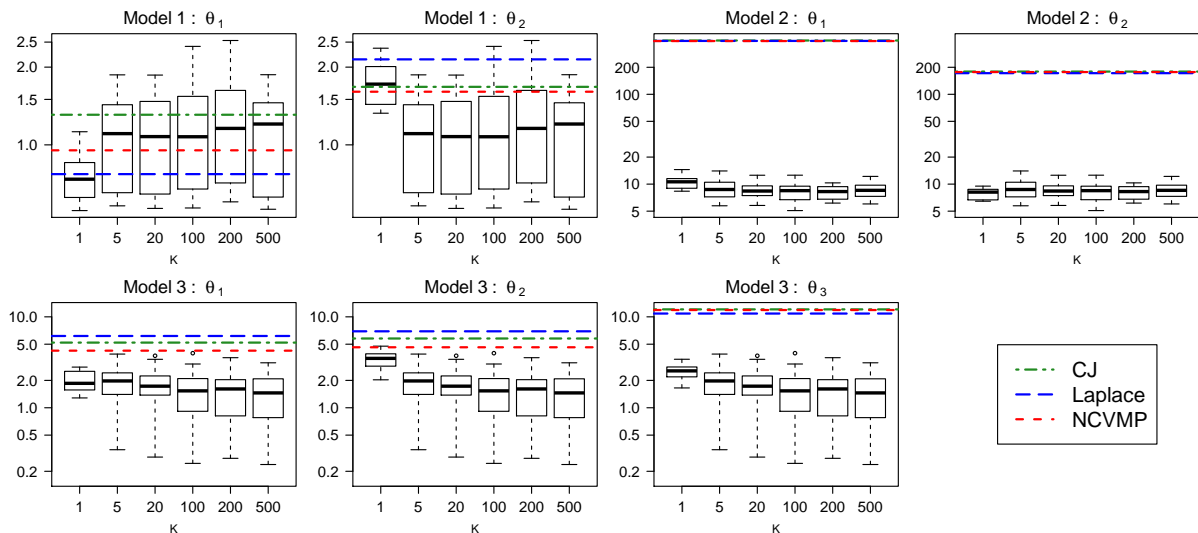 Model 1 : θ1
2.5
2.0
1.5
1.0
1 5 20 100 200 500
K
Model 1 : θ2
2.5
2.0
1.5
1.0
1 5 20 100 200 500
K
Model 2 : θ1
200
100
50
20
10
5
1 5 20 100 200 500
K
Model 2 : θ2
200
100
50
20
10
5
1 5 20 100 200 500
K
Model 3 : θ1
10.0
5.0
2.0
1.0
0.5
0.2
1 5 20 100 200 500
K
Model 3 : θ2
10.0
5.0
2.0
1.0
0.5
0.2
1 5 20 100 200 500
K
Model 3 : θ3
10.0
5.0
2.0
1.0
0.5
0.2
1 5 20 100 200 500
K
CJ
Laplace
NCVMP